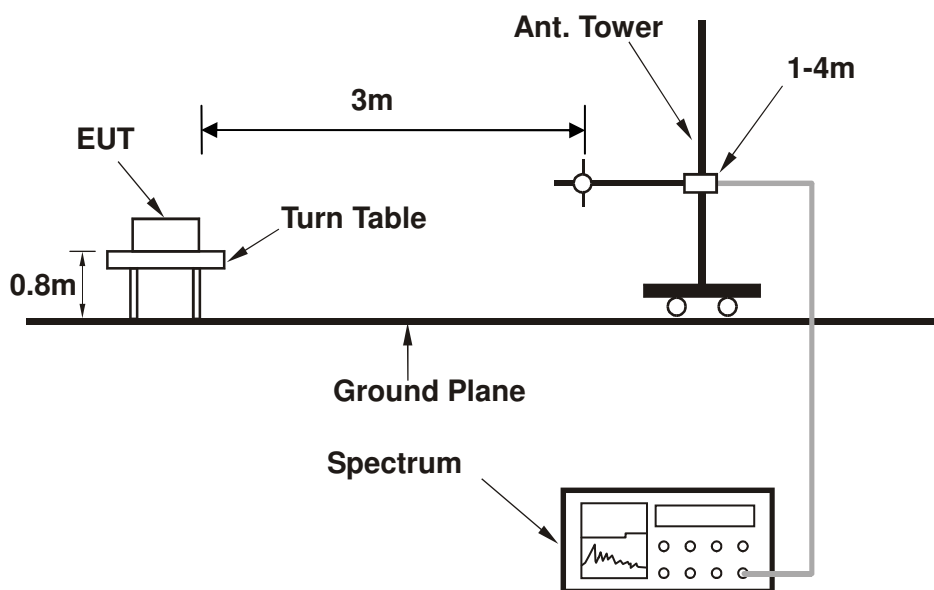 Ant. Tower
1-4m
3m
EUT
Turn Table
0.8m
Ground Plane
Spectrum